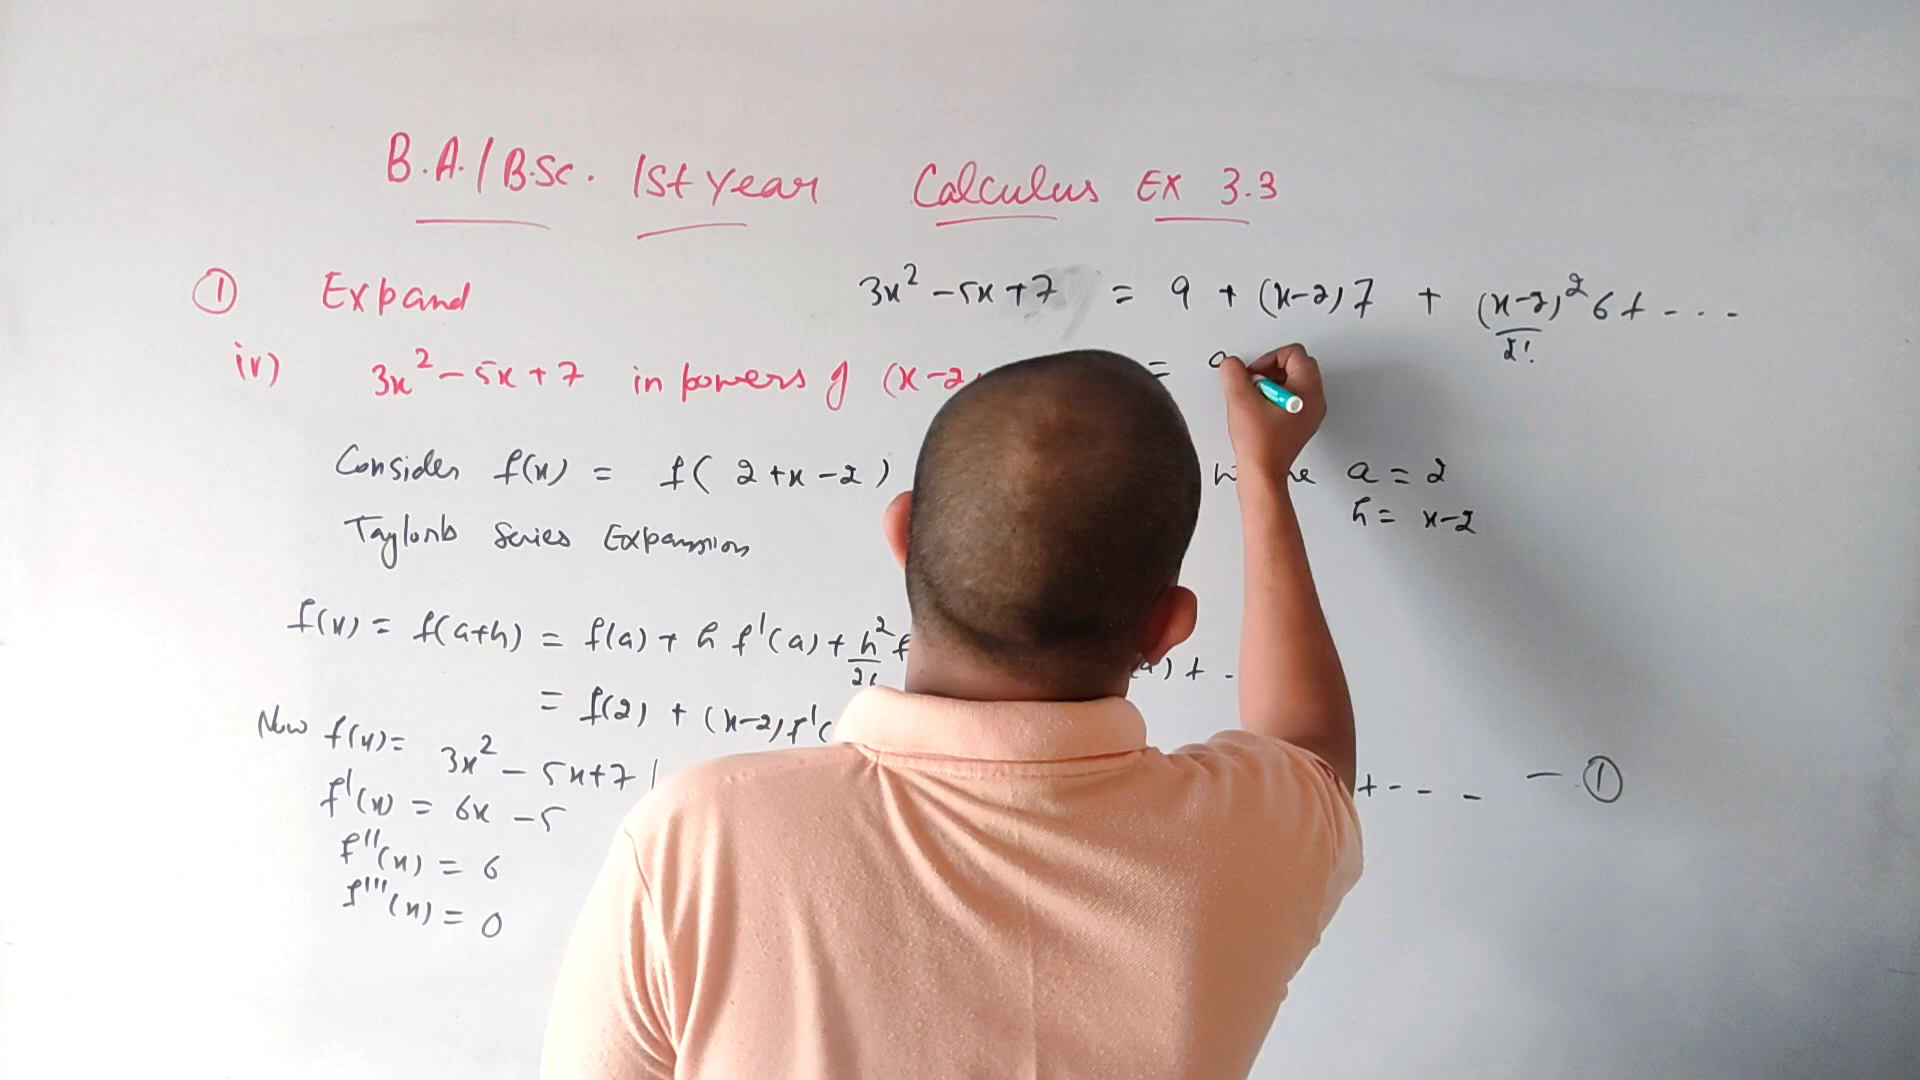 B.A./B.Sc. 1st year Calculus Ex 3.3
① Expand
3x² - 5x + 7 = 9 + (x-2) 7 + (x-2)²/2! 6 + - - -
iv) 3x² - 5x + 7 in powers of (x-2
= 9
Consider f(x) = f( 2 + x - 2 )
a = 2
h = x-2
Taylor's Series Expansion
f(x) = f(a+h) = f(a) + h f'(a) + h²/2! f
a) + -
= f(2) + (x-2) f'(
Now f(x) = 3x² - 5x + 7
f'(x) = 6x - 5
+ - - - — ①
f''(x) = 6
f'''(x) = 0